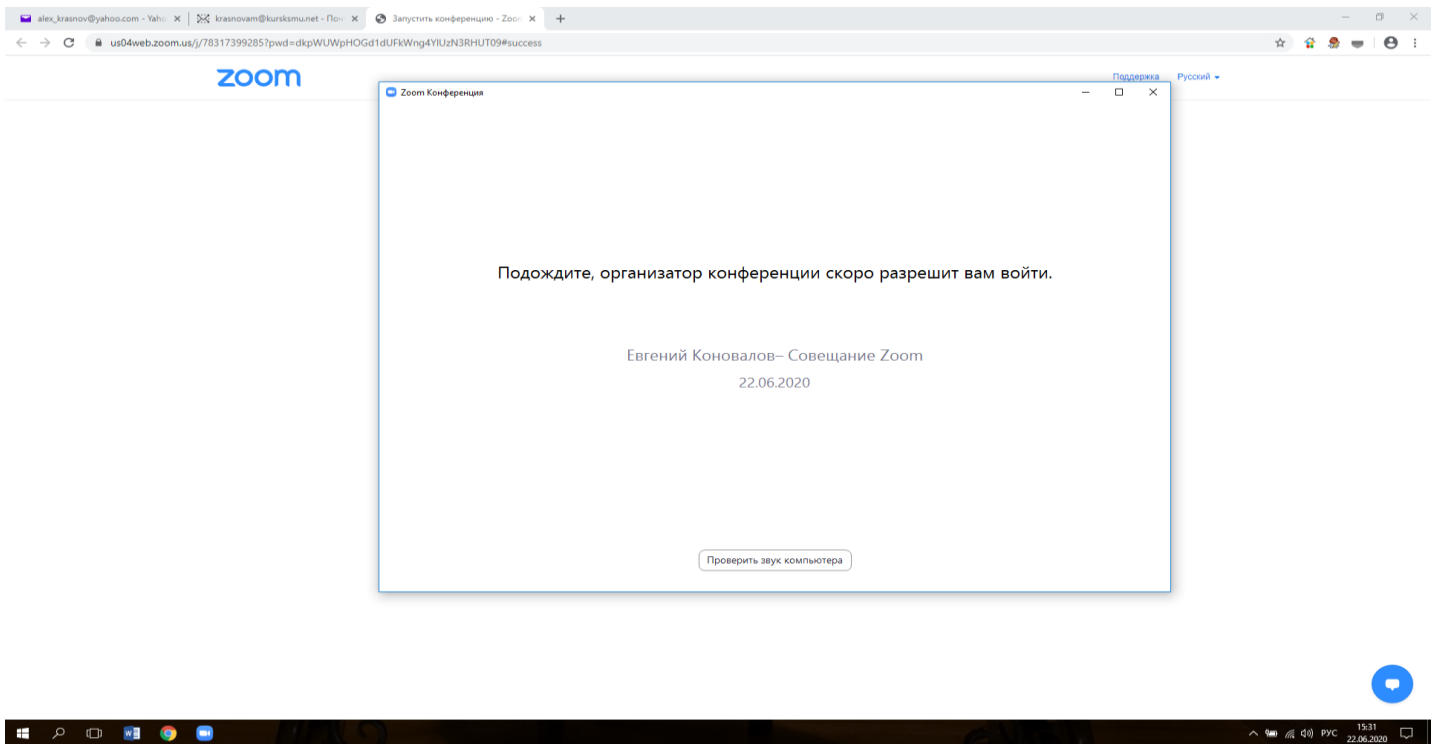 alex_krasnov@yahoo.com - Yaho
krasnovam@kursksmu.net - Поч
Запустить конференцию - Zoom
us04web.zoom.us/j/78317399285?pwd=dkpWUWpHOGd1dUFkWng4YlUzN3RHUT09#success
zoom
Поддержка
Русский
Zoom Конференция
Подождите, организатор конференции скоро разрешит вам войти.
Евгений Коновалов– Совещание Zoom
22.06.2020
Проверить звук компьютера
РУС
15:31
22.06.2020